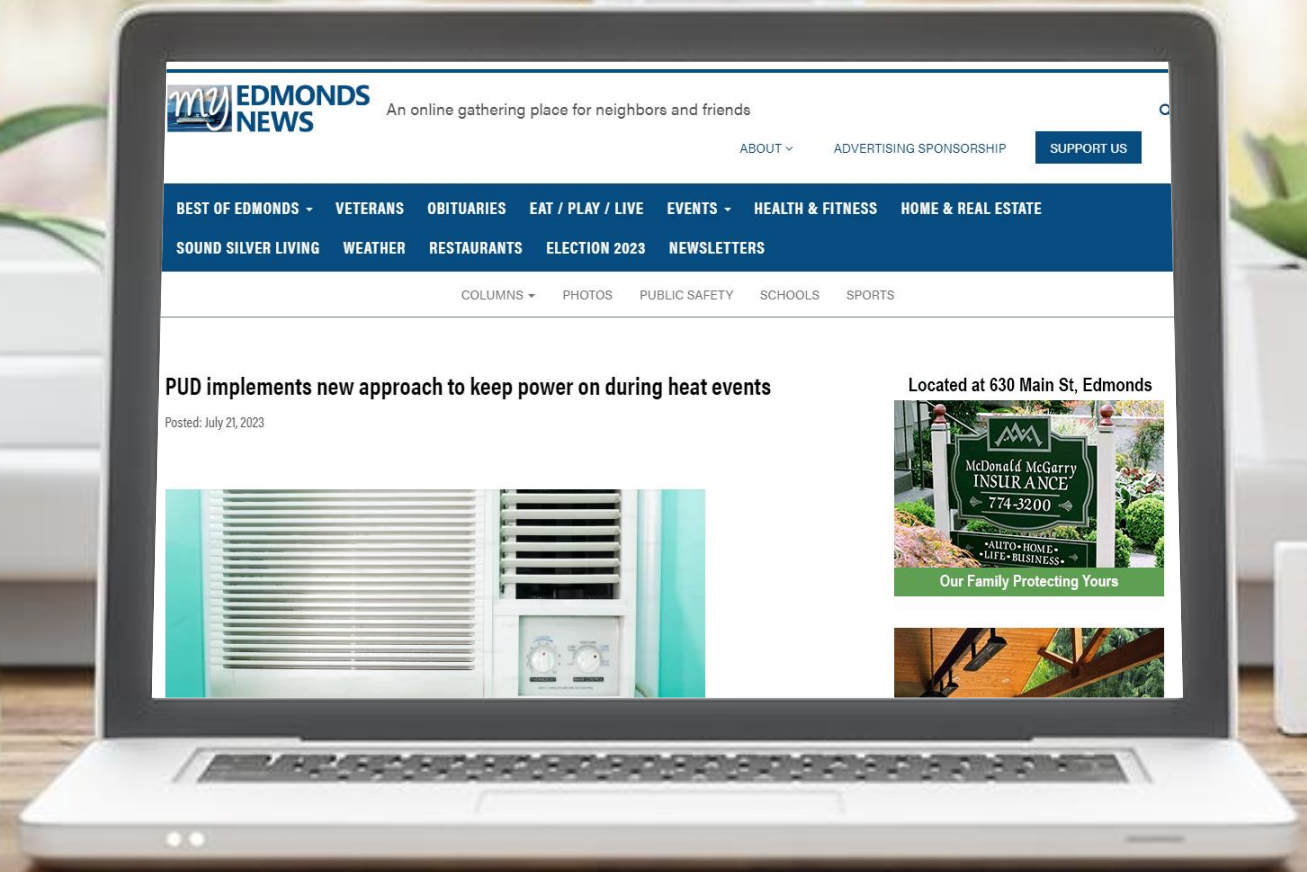 my EDMONDS
NEWS
An online gathering place for neighbors and friends
ABOUT ADVERTISING SPONSORSHIP SUPPORT US
BEST OF EDMONDS VETERANS OBITUARIES EAT / PLAY / LIVE EVENTS HEALTH & FITNESS HOME & REAL ESTATE
SOUND SILVER LIVING WEATHER RESTAURANTS ELECTION 2023 NEWSLETTERS
COLUMNS PHOTOS PUBLIC SAFETY SCHOOLS SPORTS
PUD implements new approach to keep power on during heat events
Posted: July 21, 2023
Located at 630 Main St, Edmonds
McDonald McGarry
INSURANCE
774-3200
•AUTO•HOME•
•LIFE•BUSINESS•
Our Family Protecting Yours